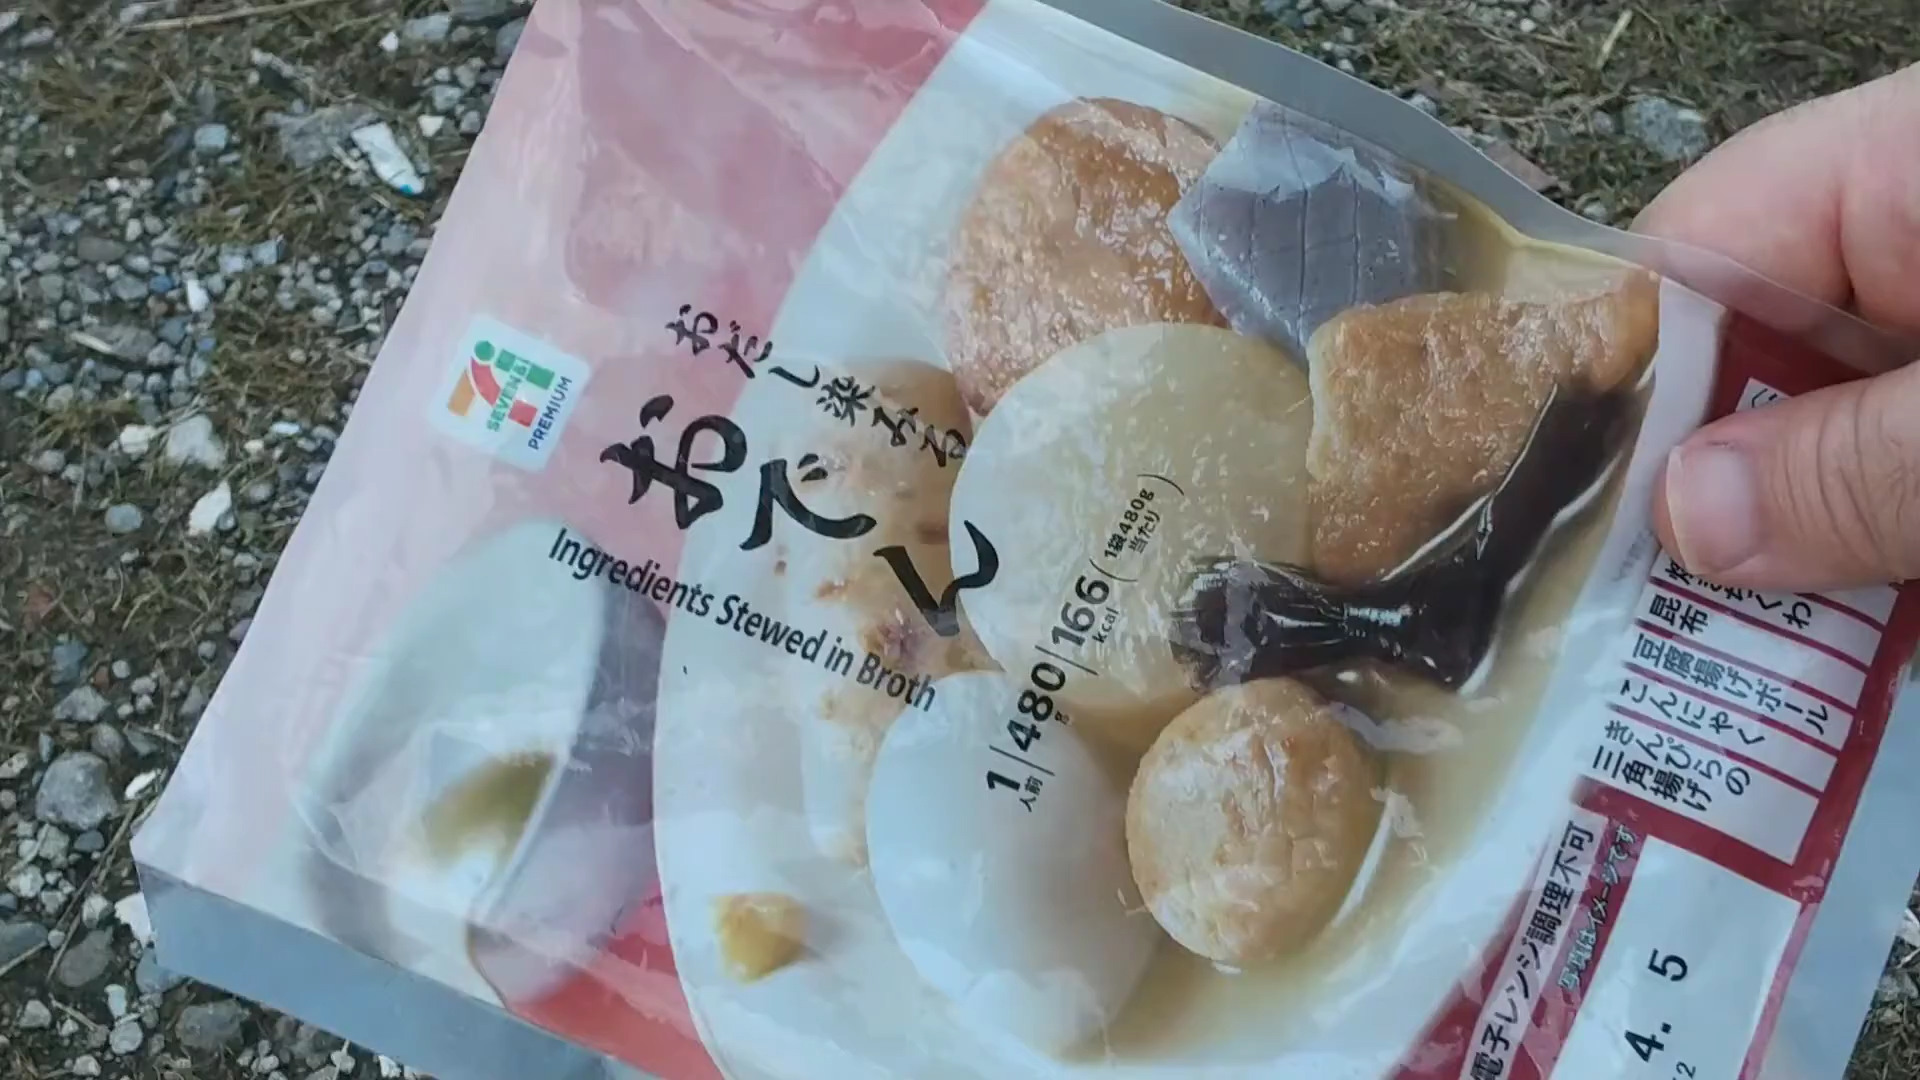 SEVEN &i
PREMIUM
おだし染みる
おでん
Ingredients Stewed in Broth
1人前 480g 166kcal (1袋480g当たり)
昆布
豆腐揚げボール
こんにゃく
きんぴらの三角揚げ
電子レンジ調理不可
写真はイメージです
4. 5